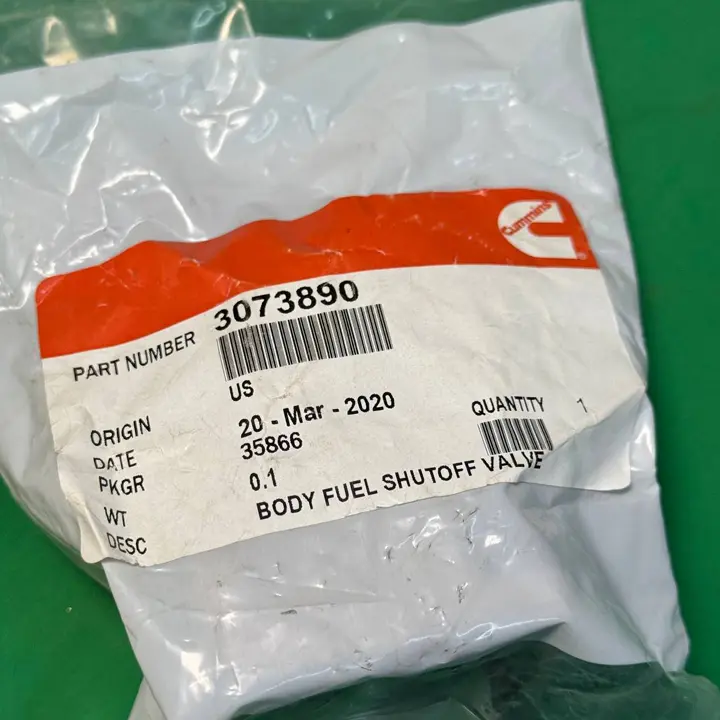 Cummins
PART NUMBER 3073890
ORIGIN US
DATE 20 - Mar - 2020
PKGR 35866
QUANTITY 1
WT 0.1
DESC BODY FUEL SHUTOFF VALVE